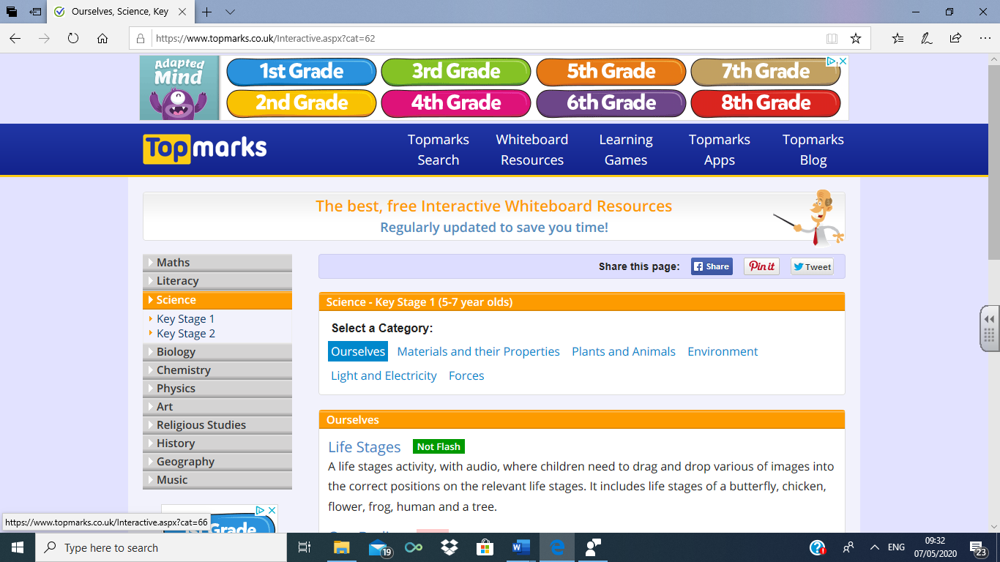 Ourselves, Science, Key
https://www.topmarks.co.uk/Interactive.aspx?cat=62
Adapted Mind
1st Grade 3rd Grade 5th Grade 7th Grade
2nd Grade 4th Grade 6th Grade 8th Grade
Topmarks
Topmarks Search
Whiteboard Resources
Learning Games
Topmarks Apps
Topmarks Blog
The best, free Interactive Whiteboard Resources
Regularly updated to save you time!
Maths
Literacy
Science
Key Stage 1
Key Stage 2
Biology
Chemistry
Physics
Art
Religious Studies
History
Geography
Music
Share this page: Share Pin it Tweet
Science - Key Stage 1 (5-7 year olds)
Select a Category:
Ourselves Materials and their Properties Plants and Animals Environment
Light and Electricity Forces
Ourselves
Life Stages Not Flash
A life stages activity, with audio, where children need to drag and drop various of images into
the correct positions on the relevant life stages. It includes life stages of a butterfly, chicken,
flower, frog, human and a tree.
Grade
https://www.topmarks.co.uk/Interactive.aspx?cat=66
Type here to search
19
ENG
09:32
07/05/2020
23